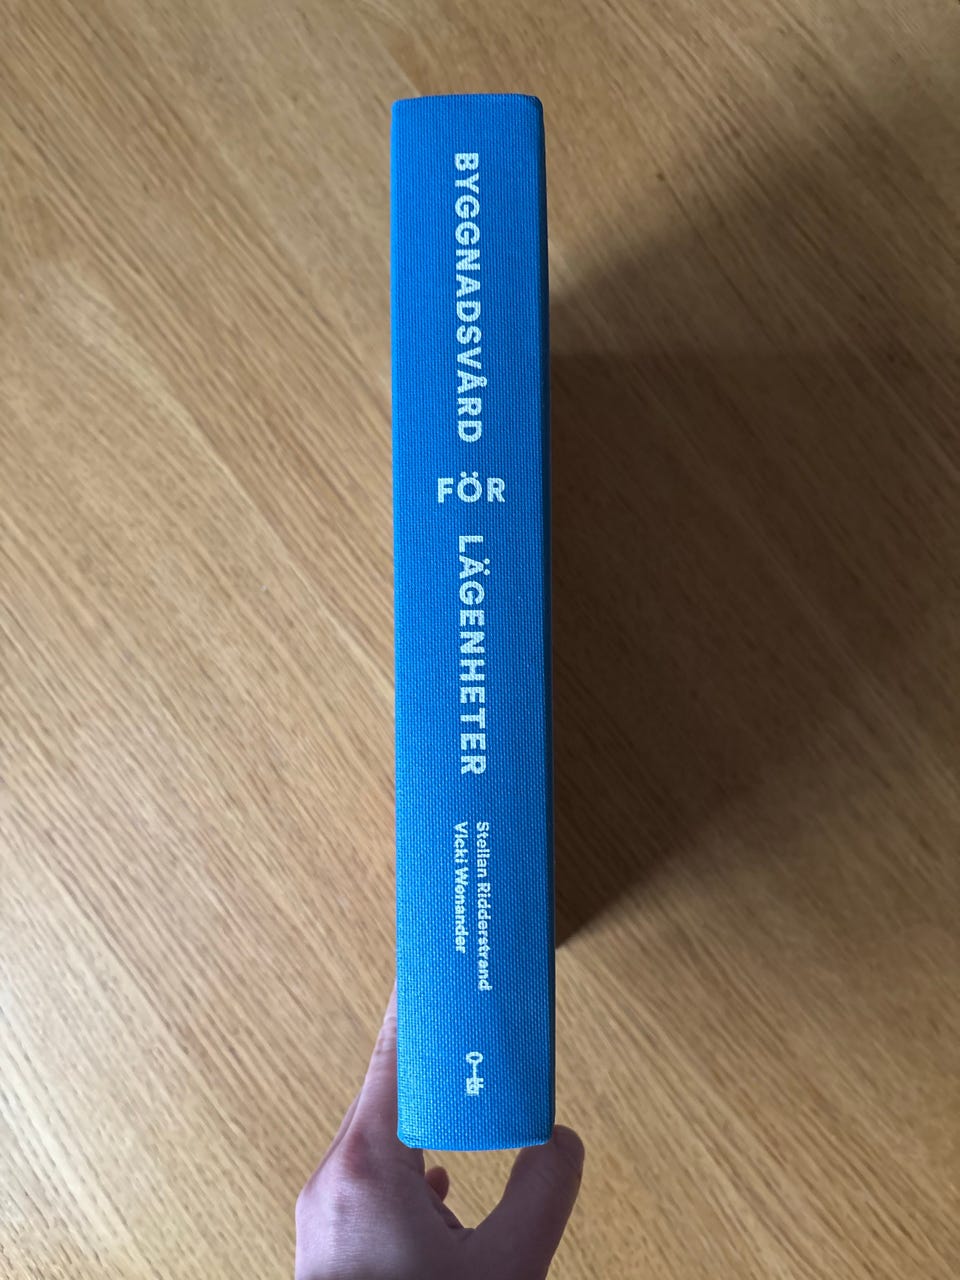 BYGGNADSVÅRD
FÖR
LÄGENHETER
Stellan Ridderstrand
Vicki Wenander